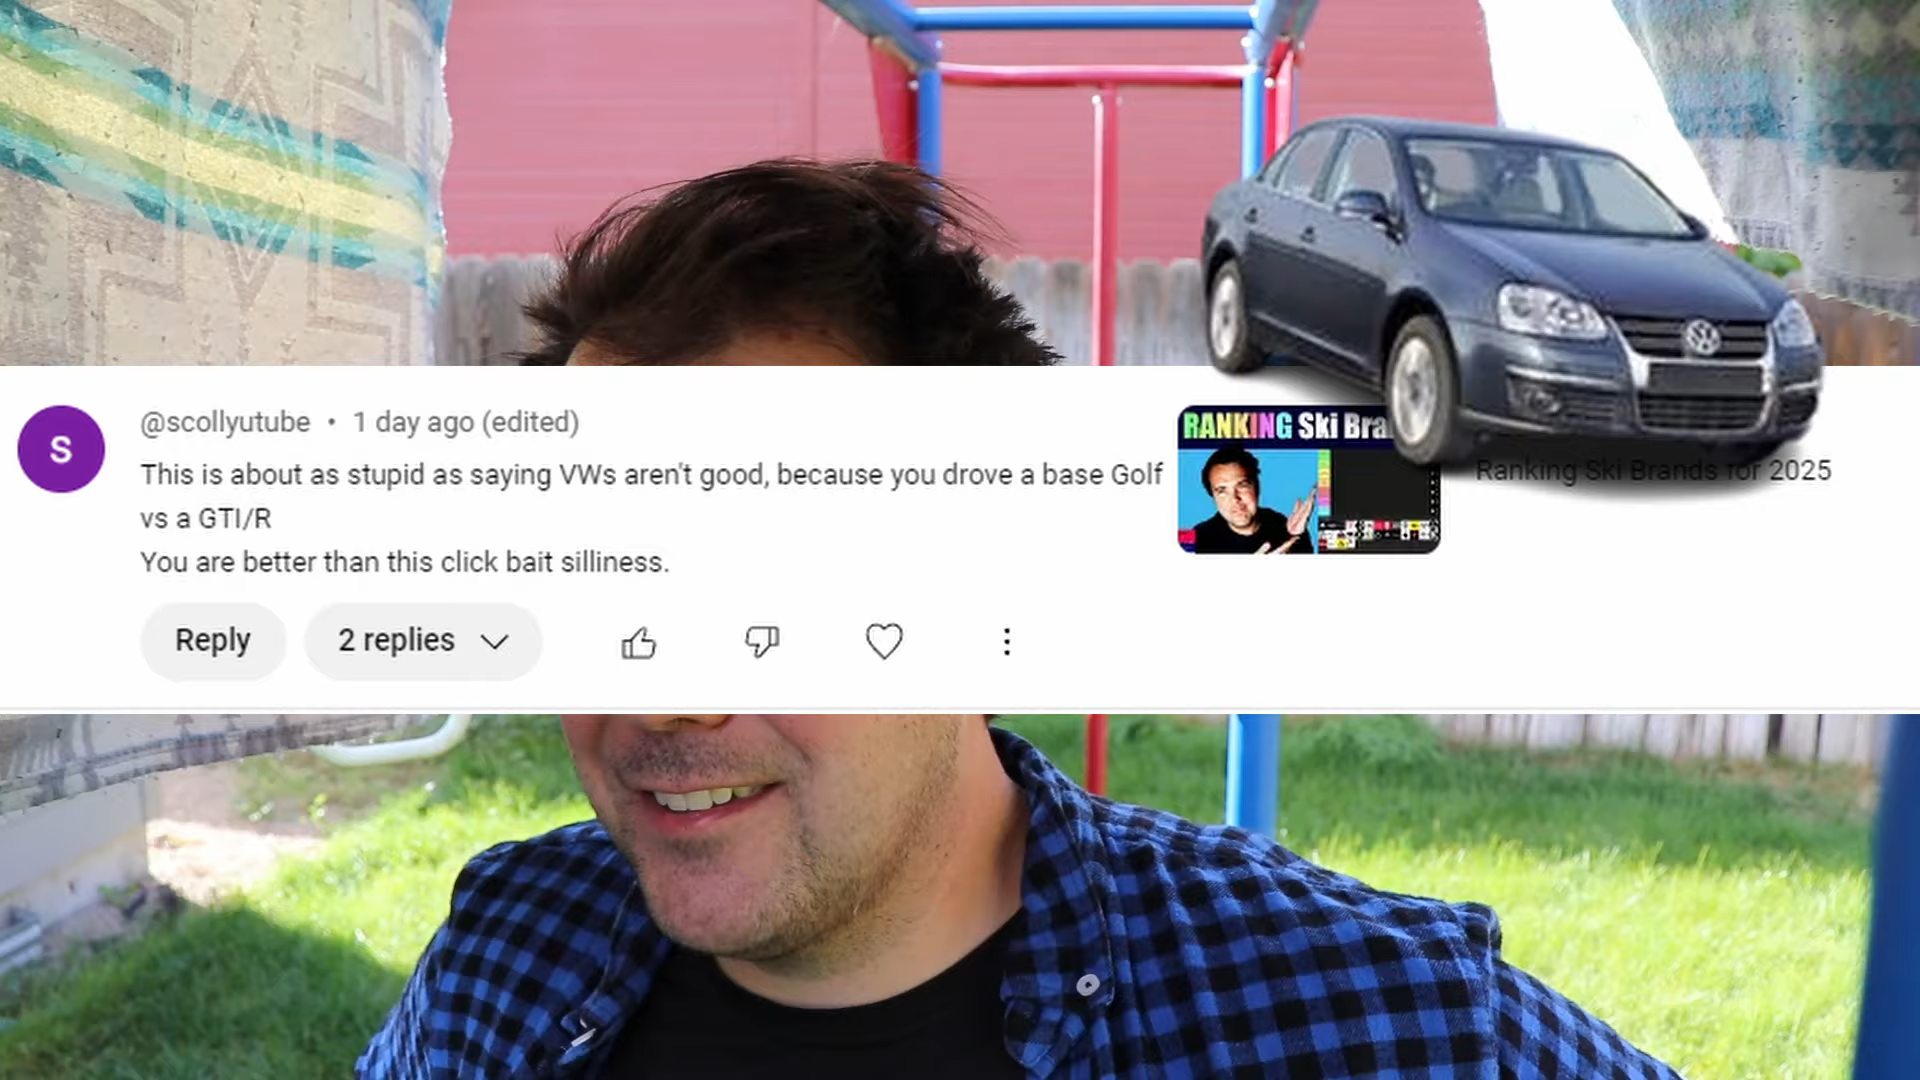 @scollyutube • 1 day ago (edited)
This is about as stupid as saying VWs aren't good, because you drove a base Golf
vs a GTI/R
You are better than this click bait silliness.
S
Reply
2 replies
RANKING Ski Bra
Ranking Ski Brands for 2025